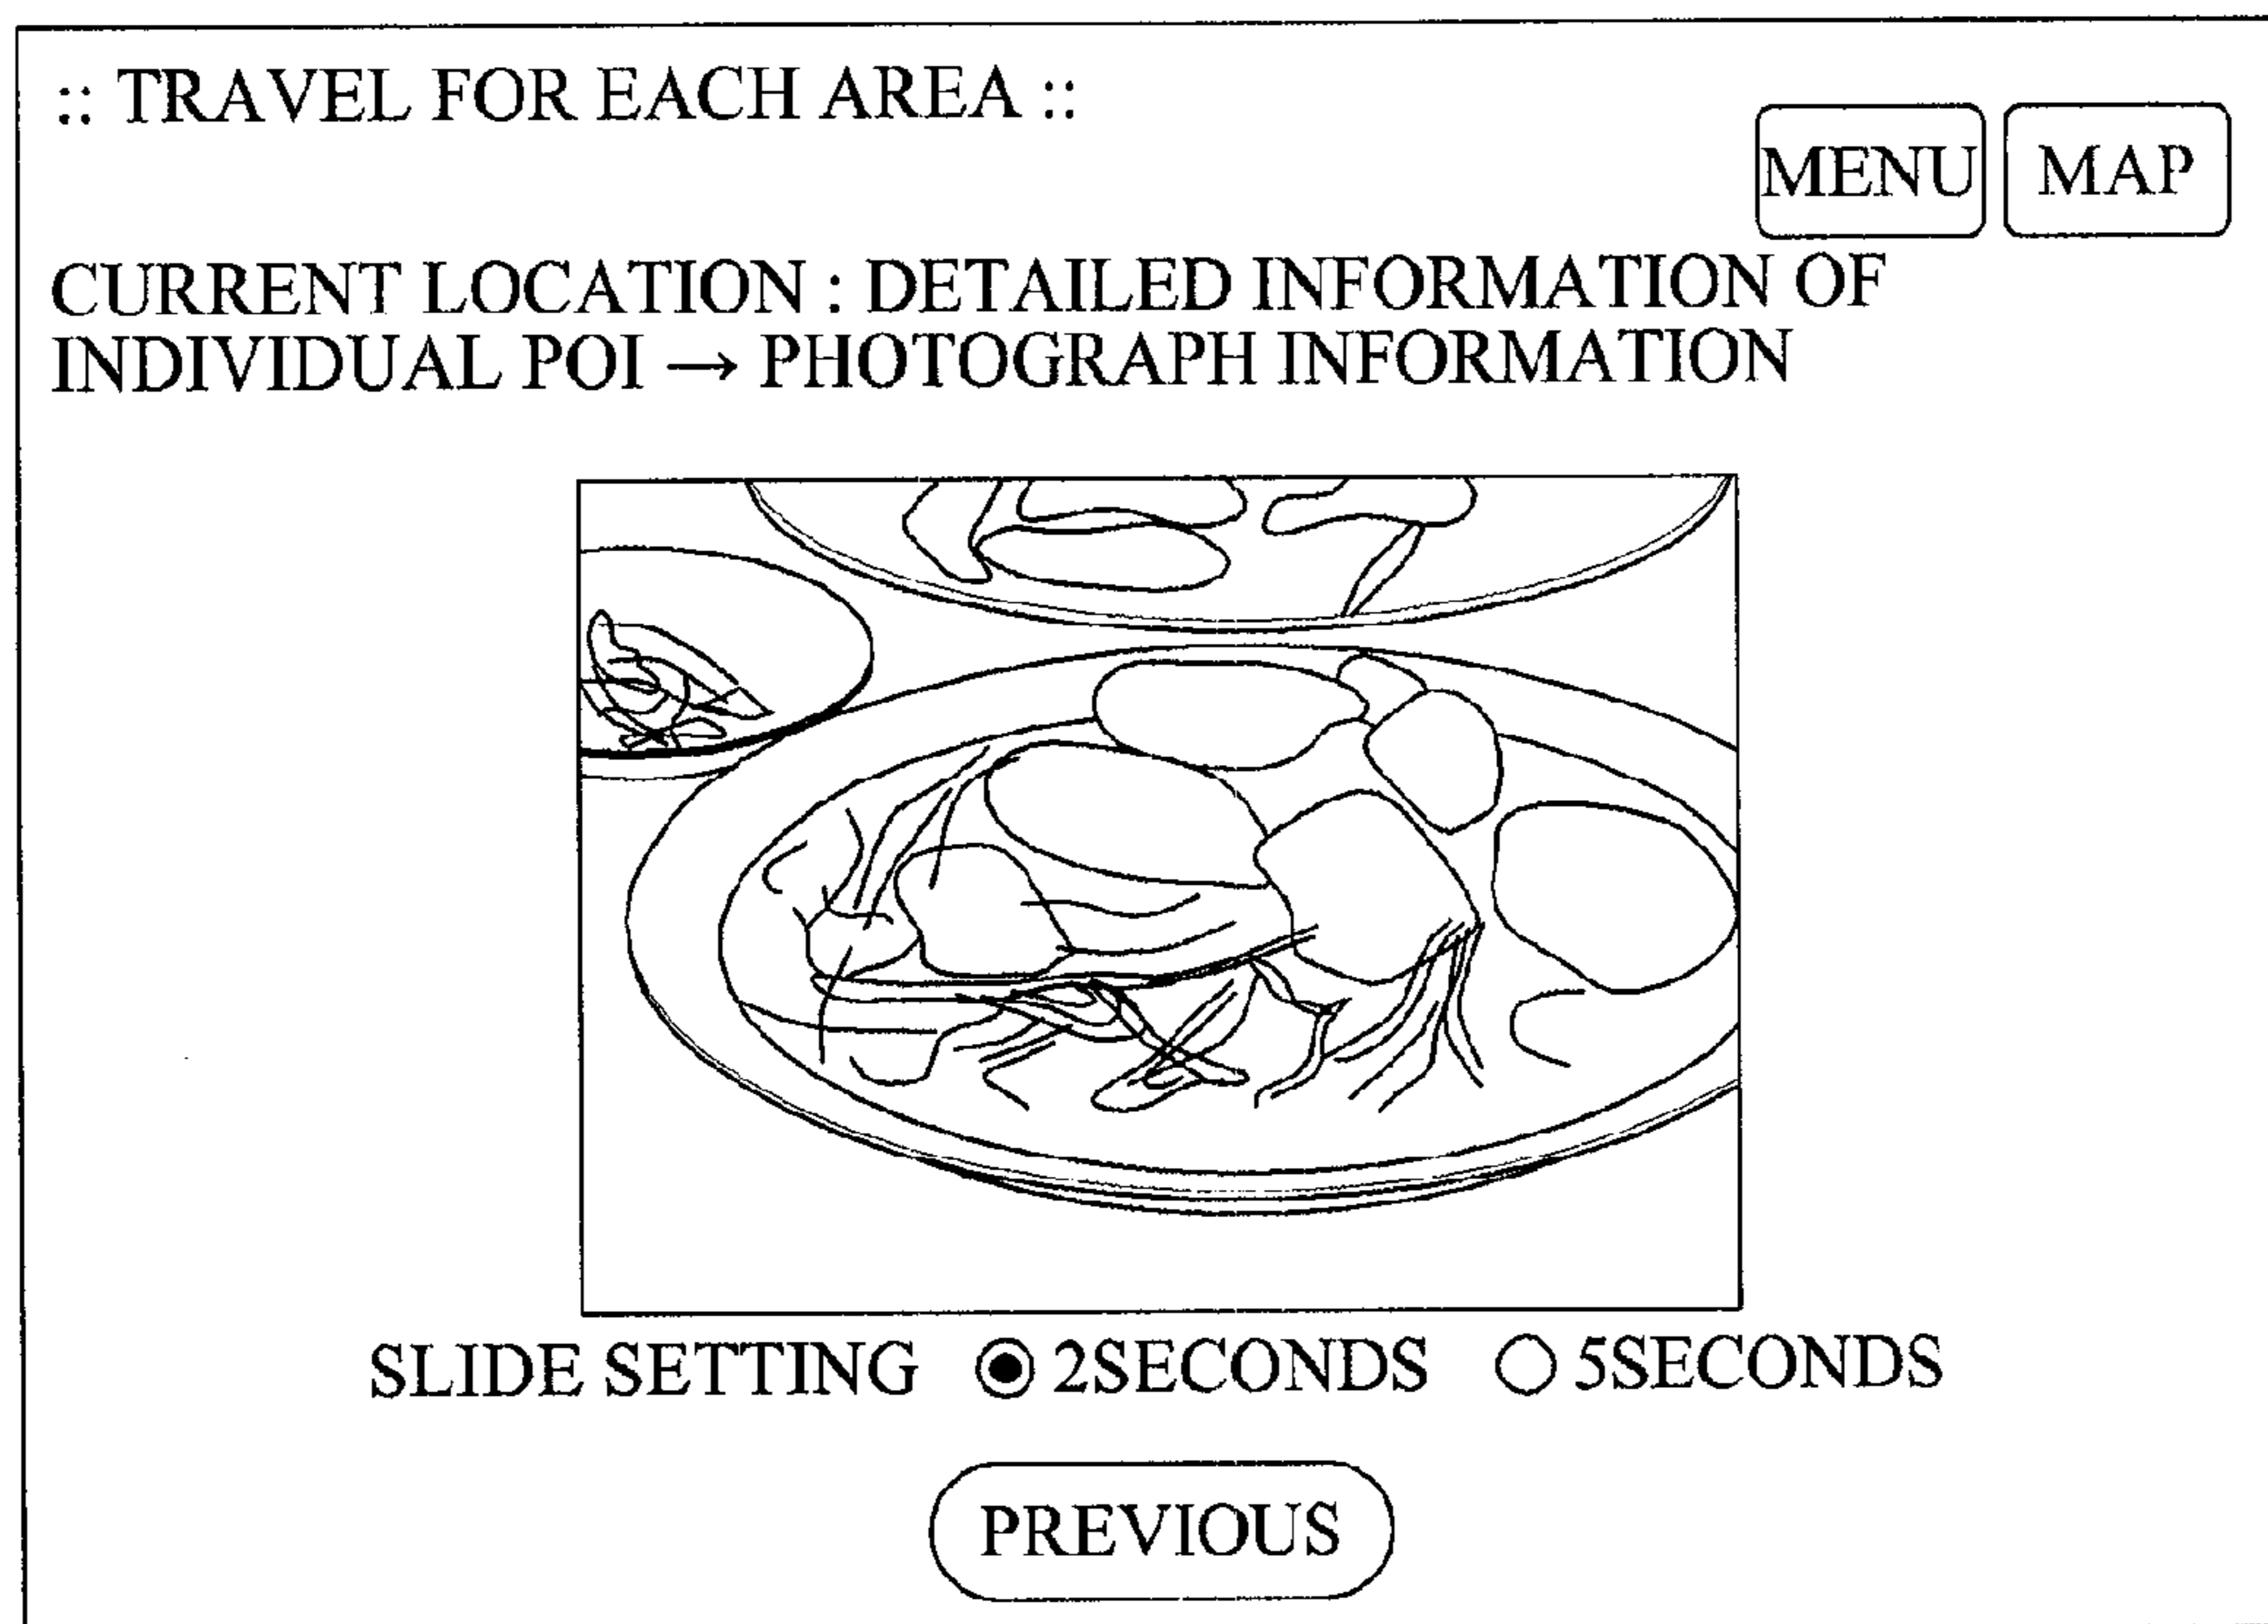 :: TRAVEL FOR EACH AREA ::
MENU MAP
CURRENT LOCATION : DETAILED INFORMATION OF
INDIVIDUAL POI → PHOTOGRAPH INFORMATION
SLIDE SETTING ◉ 2SECONDS ○ 5SECONDS
PREVIOUS